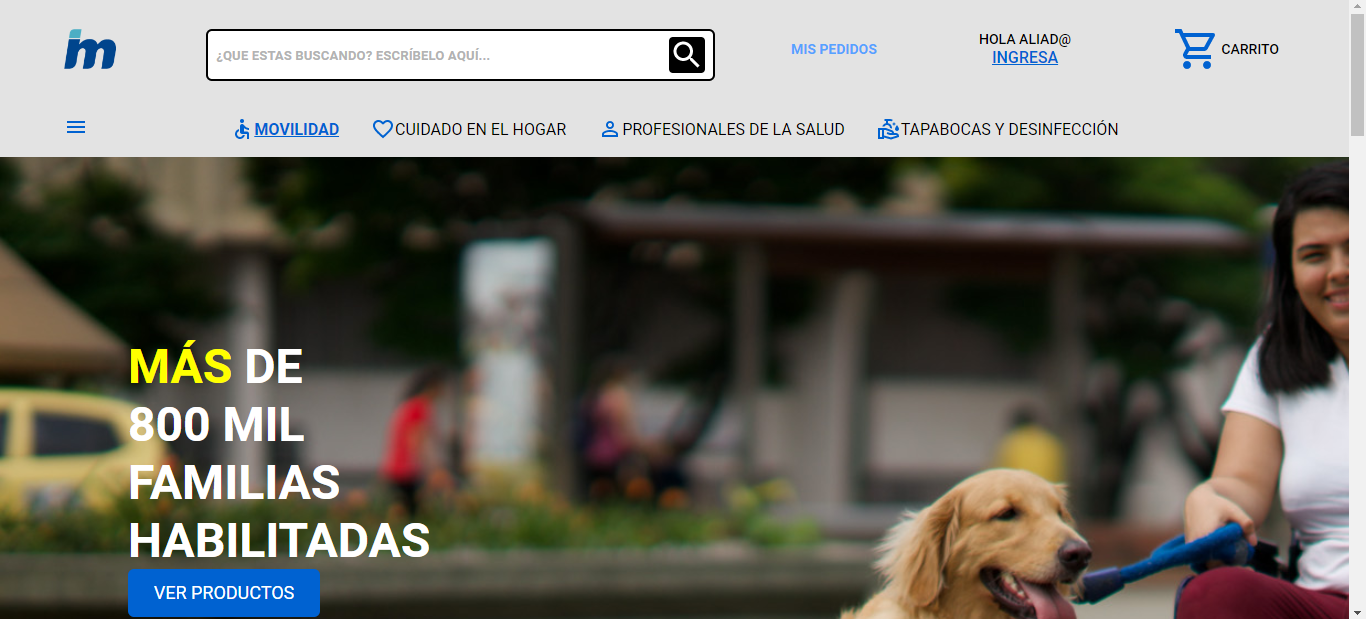 im
¿QUE ESTAS BUSCANDO? ESCRÍBELO AQUÍ...
MIS PEDIDOS
HOLA ALIAD@
INGRESA
CARRITO
MOVILIDAD
CUIDADO EN EL HOGAR
PROFESIONALES DE LA SALUD
TAPABOCAS Y DESINFECCIÓN
MÁS DE
800 MIL
FAMILIAS
HABILITADAS
VER PRODUCTOS